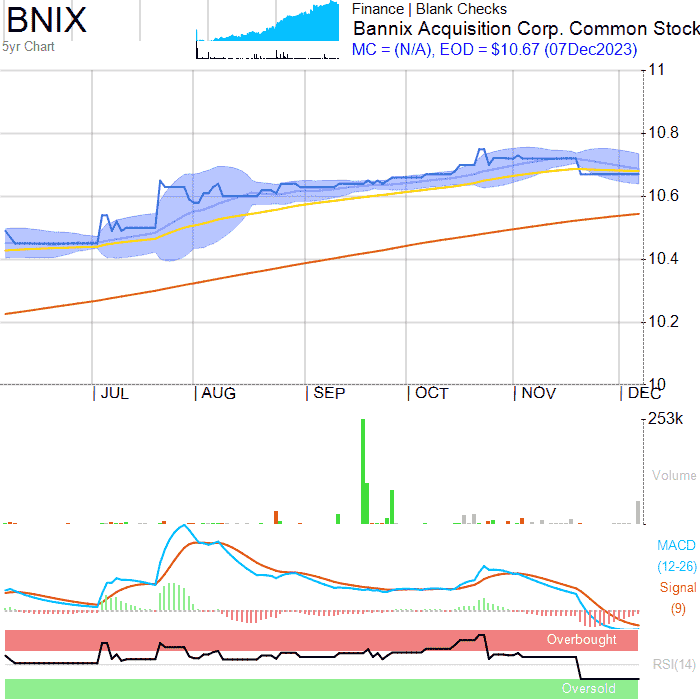 BNIX
5yr Chart
Finance | Blank Checks
Bannix Acquisition Corp. Common Stock
MC = (N/A), EOD = $10.67 (07Dec2023)
11
10.8
10.6
10.4
10.2
10
JUL AUG SEP OCT NOV DEC
253k
Volume
MACD
(12-26)
Signal
(9)
Overbought
RSI(14)
Oversold